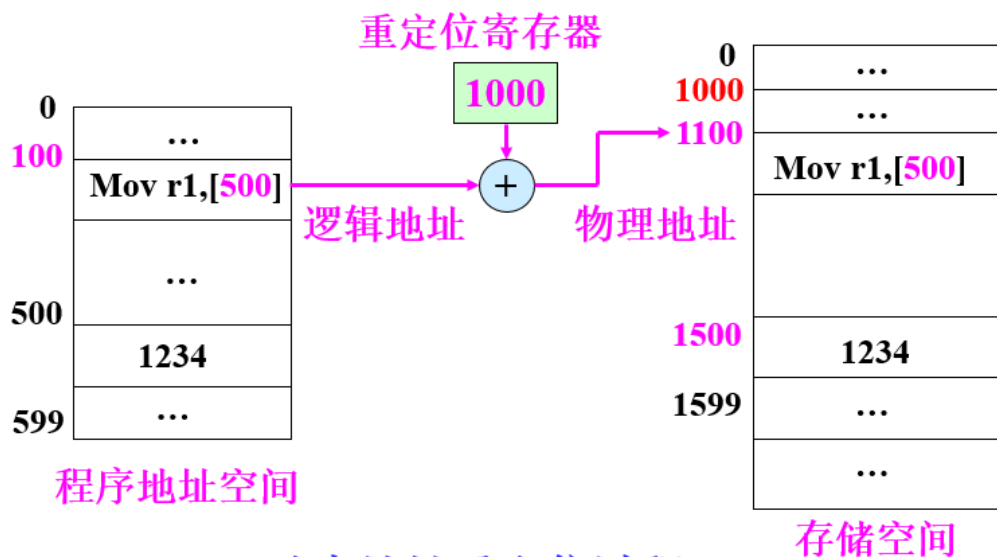 重定位寄存器
1000
0
…
100
Mov r1,[500]
…
500
1234
…
599
程序地址空间
逻辑地址
+
物理地址
0
…
1000
…
1100
Mov r1,[500]
1500
1234
1599
…
…
存储空间